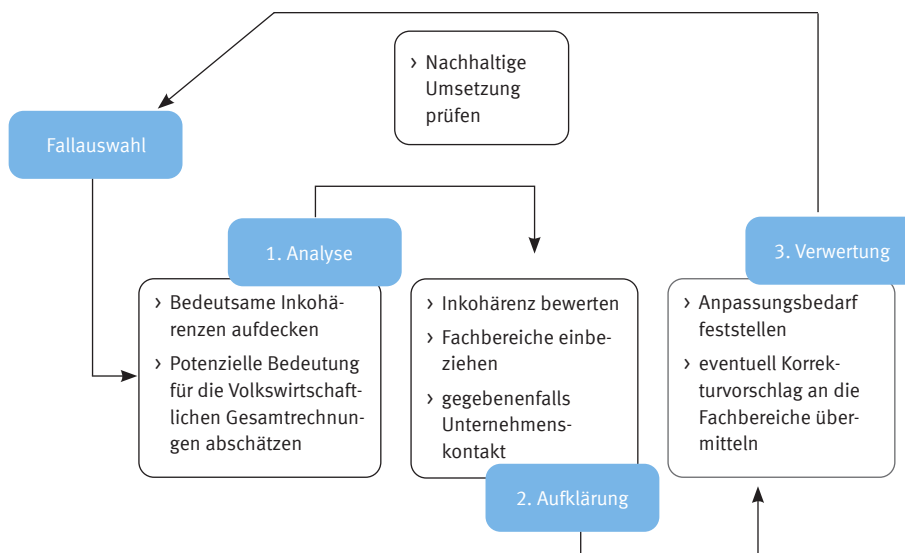 › Nachhaltige
Umsetzung
prüfen
Fallauswahl
1. Analyse
› Bedeutsame Inkohä-
renzen aufdecken
› Potenzielle Bedeutung
für die Volkswirtschaft-
lichen Gesamtrechnun-
gen abschätzen
› Inkohärenz bewerten
› Fachbereiche einbe-
ziehen
› gegebenenfalls
Unternehmens-
kontakt
2. Aufklärung
3. Verwertung
› Anpassungsbedarf
feststellen
› eventuell Korrek-
turvorschlag an die
Fachbereiche über-
mitteln